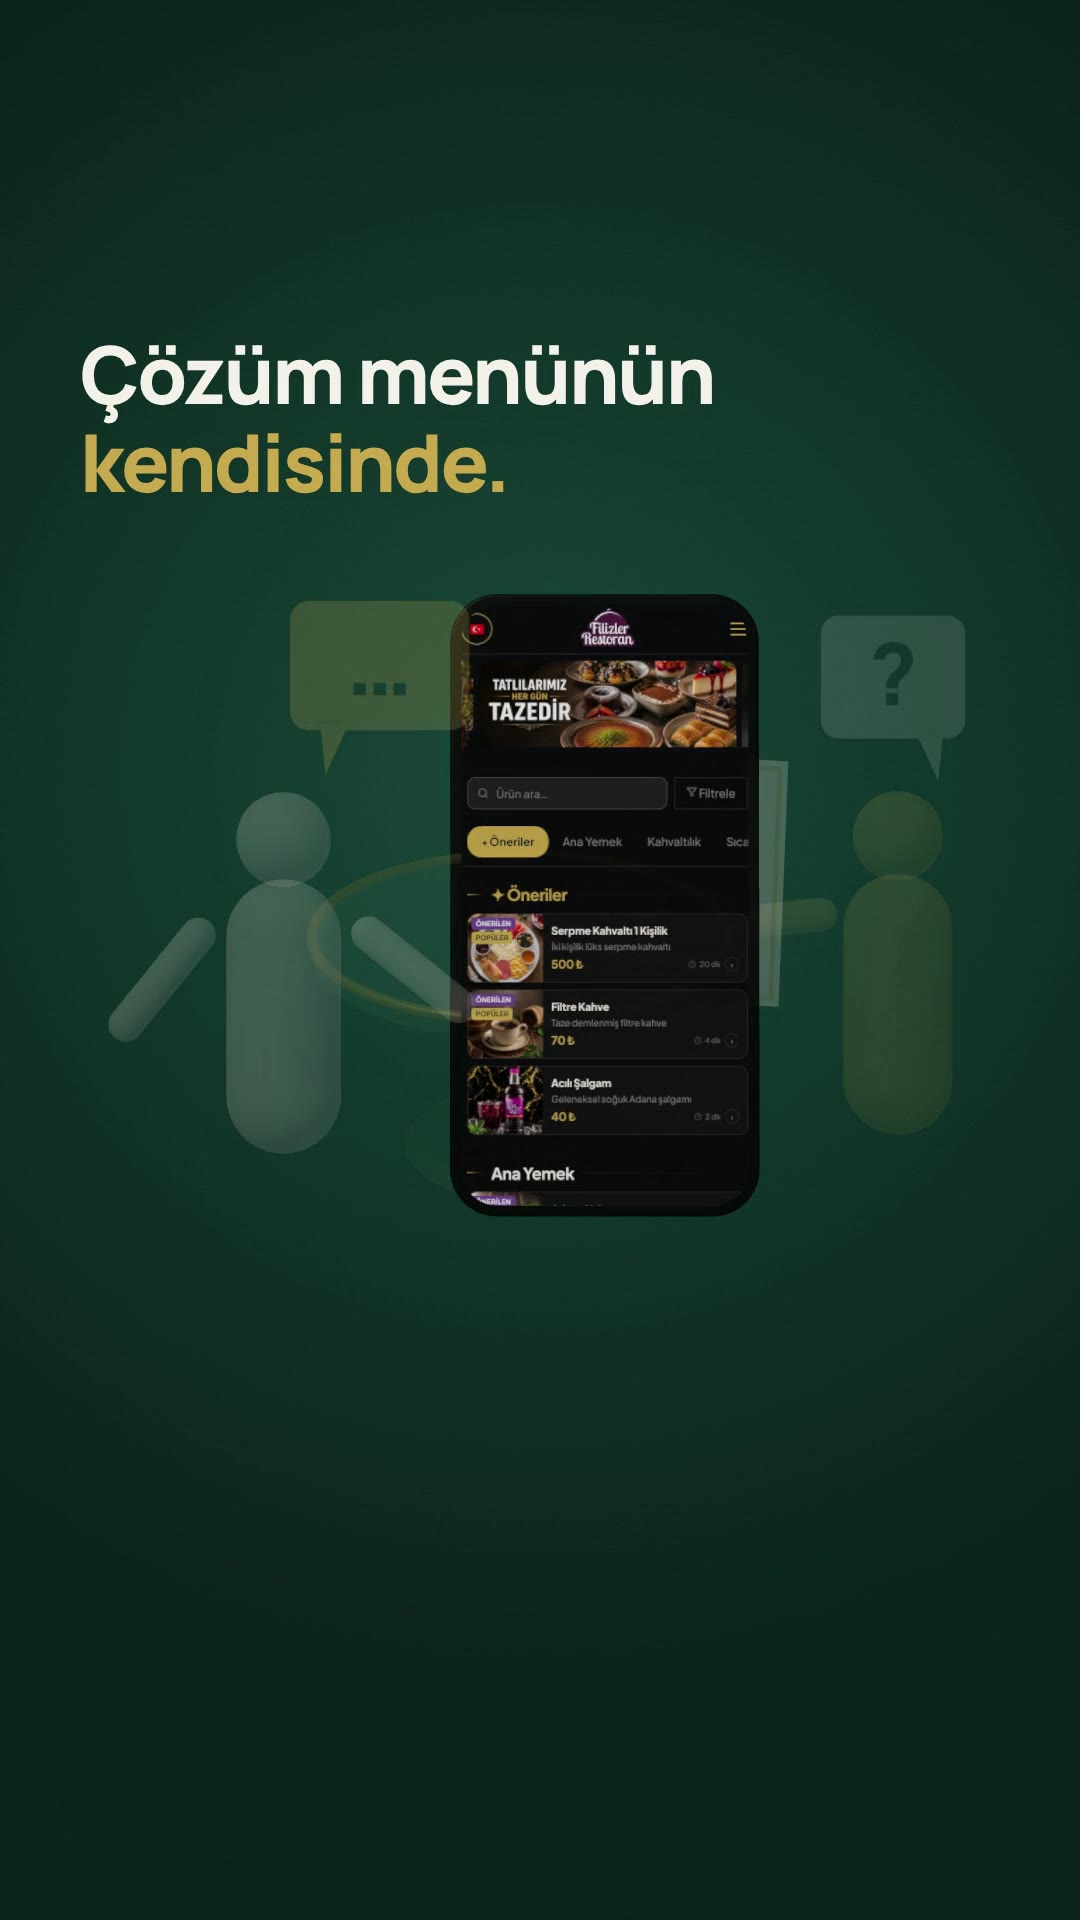 Çözüm menünün
kendisinde.
...
?
Filizler
Restoran
TATLILARIMIZ
HER GÜN
TAZEDİR
Ürün ara...
Filtrele
+ Öneriler
Ana Yemek
Kahvaltılık
Sıca
Öneriler
ÖNERİLEN
POPÜLER
Serpme Kahvaltı 1 Kişilik
İki kişilik lüks serpme kahvaltı
500 ₺
20 dk
ÖNERİLEN
POPÜLER
Filtre Kahve
Taze demlenmiş filtre kahve
70 ₺
4 dk
Acılı Şalgam
Geleneksel soğuk Adana şalgamı
40 ₺
2 dk
Ana Yemek
ÖNERİLEN